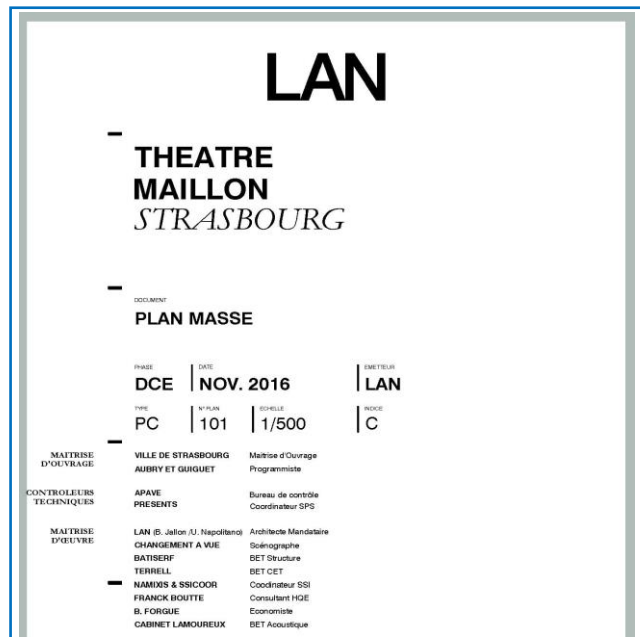 LAN
THEATRE
MAILLON
STRASBOURG
DOCUMENT
PLAN MASSE
PHASE DATE EMETTEUR
DCE NOV. 2016 LAN
TYPE N° PLAN ECHELLE INDICE
PC 101 1/500 C
MAITRISE D'OUVRAGE
VILLE DE STRASBOURG Maitrise d'Ouvrage
AUBRY ET GUIGUET Programmiste
CONTROLEURS TECHNIQUES
APAVE Bureau de contrôle
PRESENTS Coordinateur SPS
MAITRISE D'ŒUVRE
LAN (B. Jallon /U. Napolitano) Architecte Mandataire
CHANGEMENT A VUE Scénographe
BATISERF BET Structure
TERRELL BET CET
NAMIXIS & SSICOOR Coodinateur SSI
FRANCK BOUTTE Consultant HQE
B. FORGUE Economiste
CABINET LAMOUREUX BET Acoustique